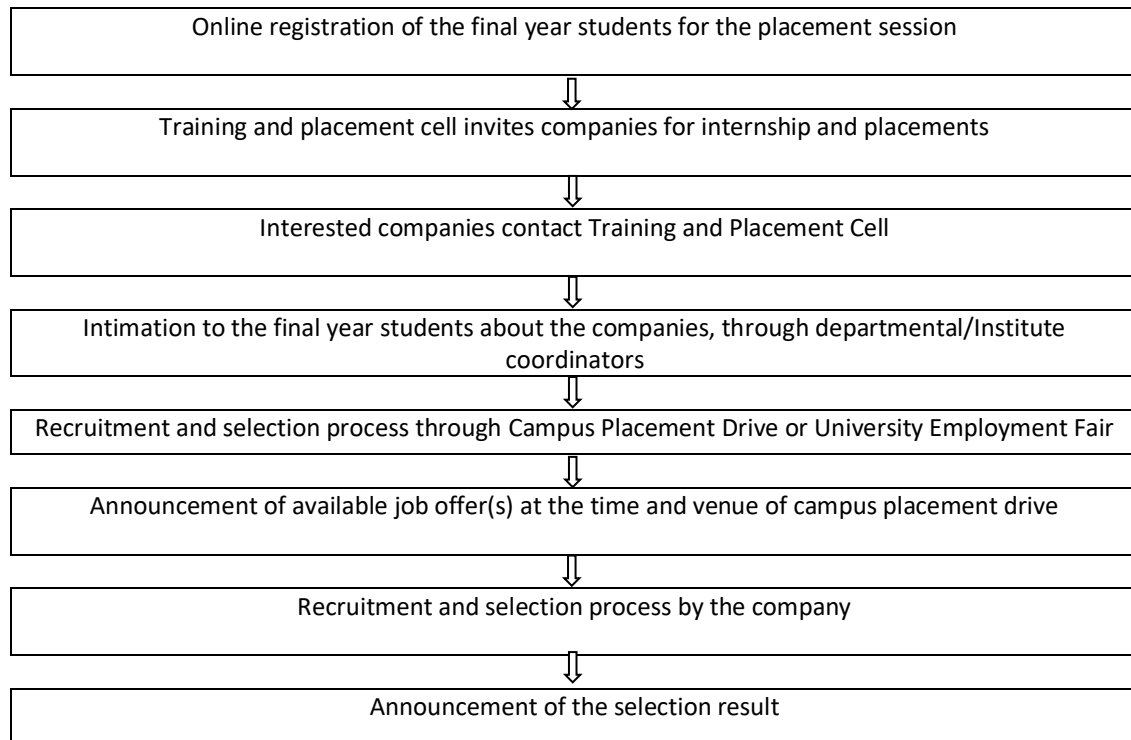 Online registration of the final year students for the placement session
Training and placement cell invites companies for internship and placements
Interested companies contact Training and Placement Cell
Intimation to the final year students about the companies, through departmental/Institute
coordinators
Recruitment and selection process through Campus Placement Drive or University Employment Fair
Announcement of available job offer(s) at the time and venue of campus placement drive
Recruitment and selection process by the company
Announcement of the selection result